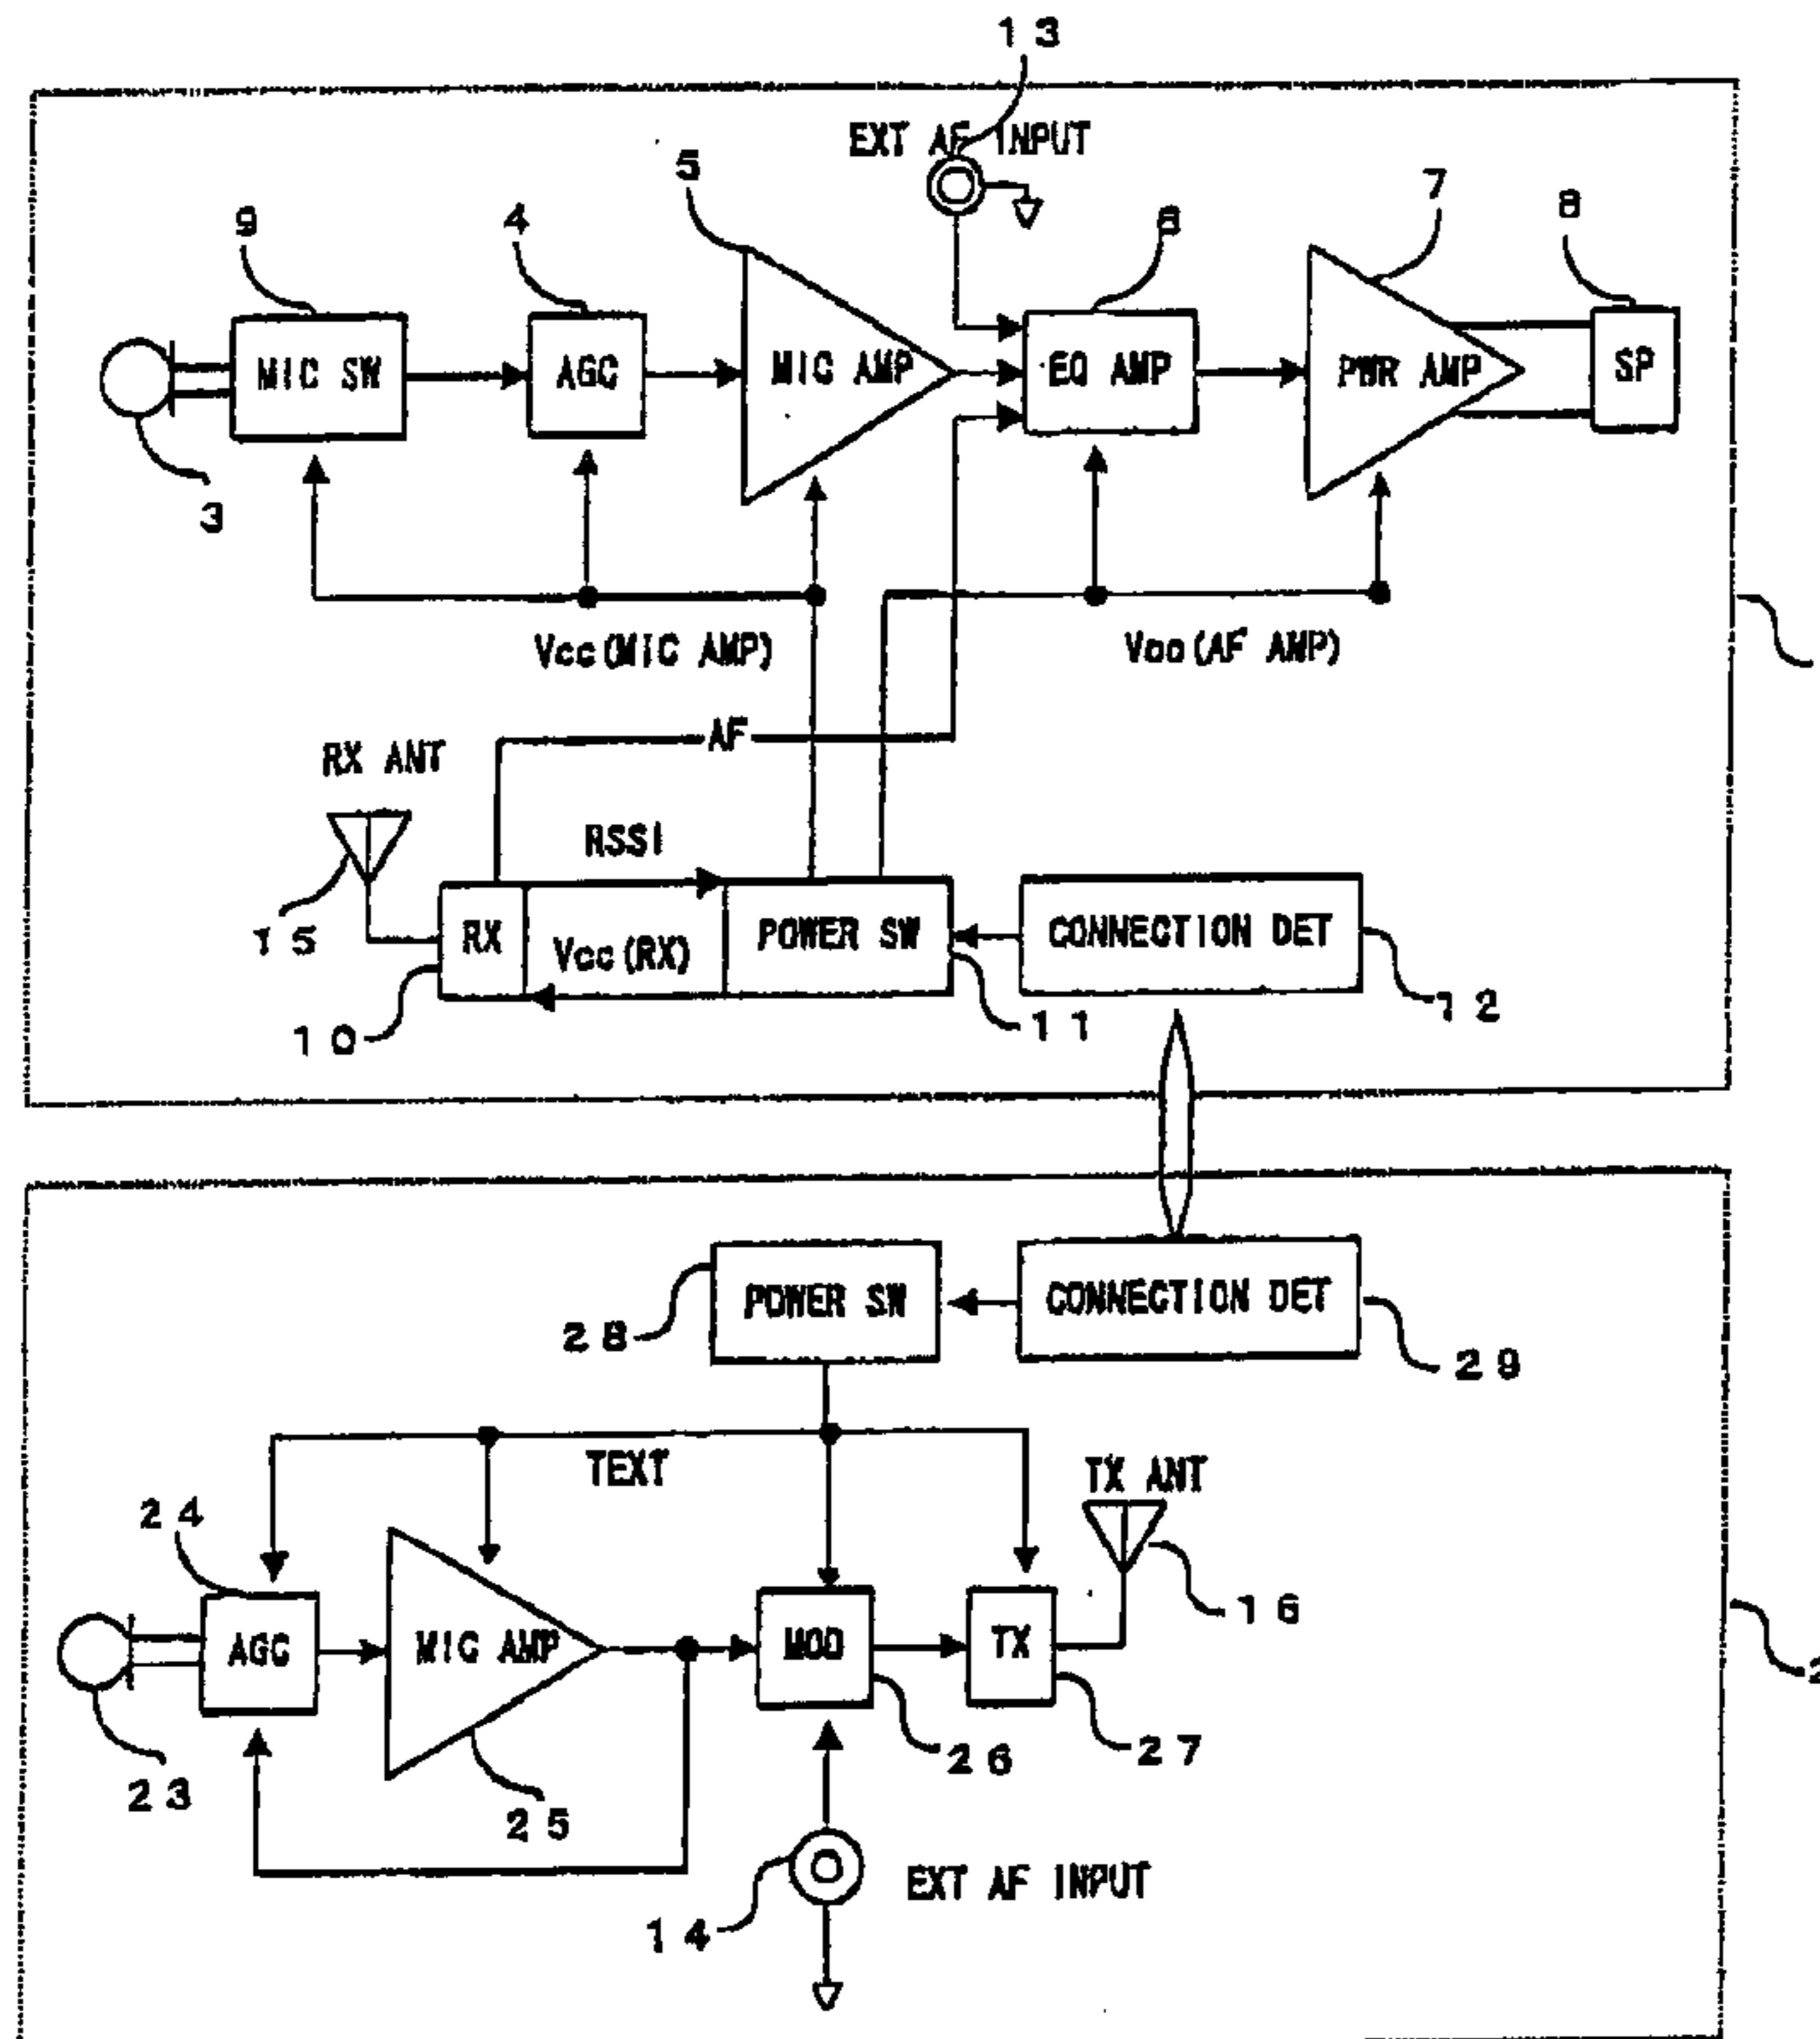 13
EXT AF INPUT
5
7
9
4
6
8
MIC SW
AGC
MIC AMP
EQ AMP
PWR AMP
SP
3
Vcc(MIC AMP)
Vcc(AF AMP)
AF
RX ANT
RSSI
15
RX
Vcc(RX)
POWER SW
CONNECTION DET
10
11
12
POWER SW
CONNECTION DET
28
29
TEXT
TX ANT
24
16
AGC
MIC AMP
MOD
TX
2
23
25
26
27
14
EXT AF INPUT